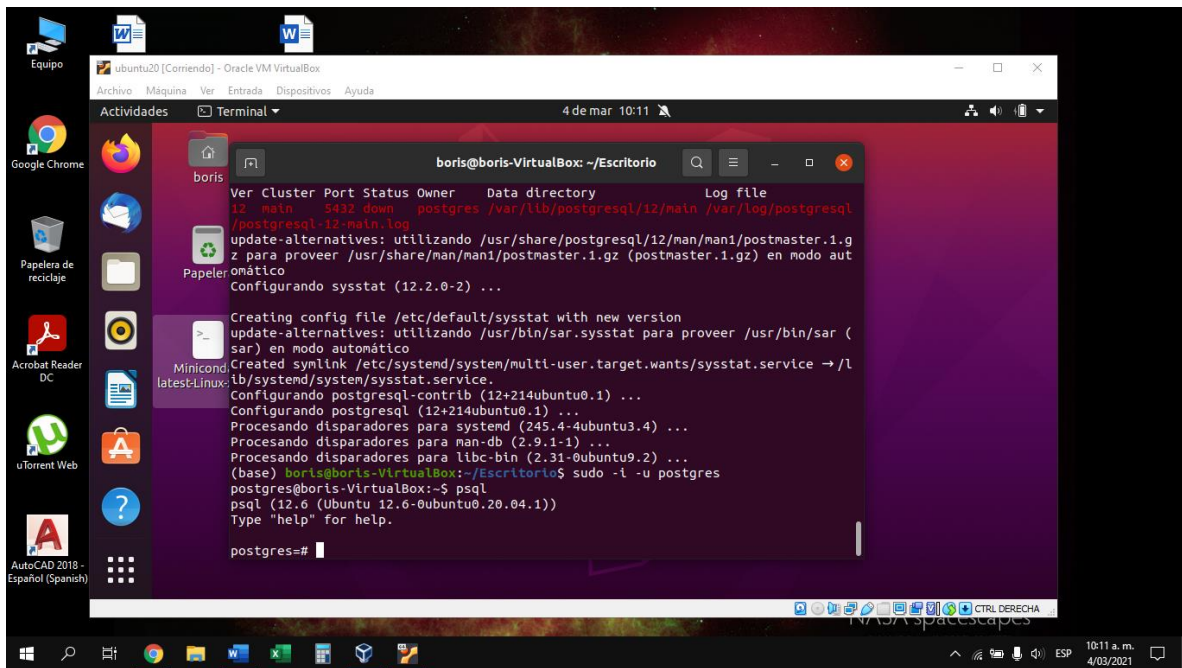 Equipo
ubuntu20 [Corriendo] - Oracle VM VirtualBox
Archivo Máquina Ver Entrada Dispositivos Ayuda
Actividades Terminal 4 de mar 10:11
Google Chrome
boris
boris@boris-VirtualBox: ~/Escritorio
Ver Cluster Port Status Owner    Data directory              Log file
12  main    5432 down   postgres /var/lib/postgresql/12/main /var/log/postgresql
/postgresql-12-main.log
update-alternatives: utilizando /usr/share/postgresql/12/man/man1/postmaster.1.g
z para proveer /usr/share/man/man1/postmaster.1.gz (postmaster.1.gz) en modo aut
omático
Configurando sysstat (12.2.0-2) ...
Creating config file /etc/default/sysstat with new version
update-alternatives: utilizando /usr/bin/sar.sysstat para proveer /usr/bin/sar (
sar) en modo automático
Created symlink /etc/systemd/system/multi-user.target.wants/sysstat.service → /l
ib/systemd/system/sysstat.service.
Configurando postgresql-contrib (12+214ubuntu0.1) ...
Configurando postgresql (12+214ubuntu0.1) ...
Procesando disparadores para systemd (245.4-4ubuntu3.4) ...
Procesando disparadores para man-db (2.9.1-1) ...
Procesando disparadores para libc-bin (2.31-0ubuntu9.2) ...
(base) boris@boris-VirtualBox:~/Escritorio$ sudo -i -u postgres
postgres@boris-VirtualBox:~$ psql
psql (12.6 (Ubuntu 12.6-0ubuntu0.20.04.1))
Type "help" for help.
postgres=#
Papelera de
reciclaje
Papeler
Acrobat Reader
DC
Minicond
latest-Linux-
uTorrent Web
AutoCAD 2018 -
Español (Spanish)
CTRL DERECHA
NASA spacescapes
ESP
10:11 a. m.
4/03/2021